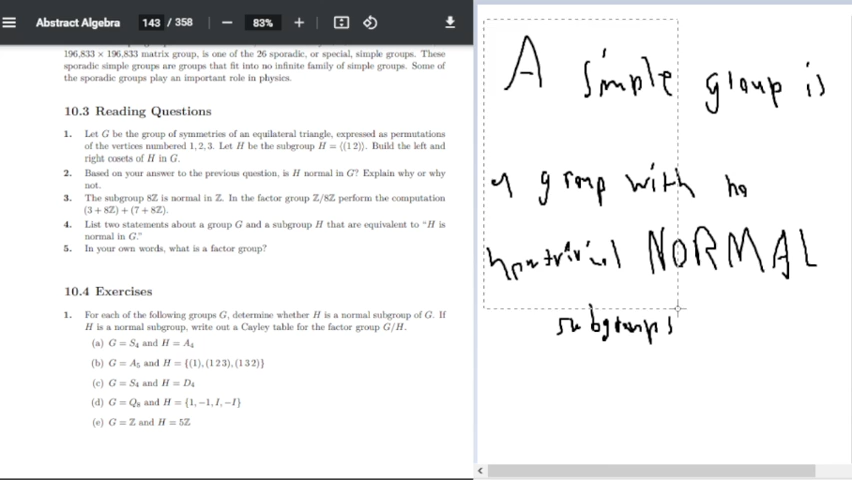 Abstract Algebra
143 / 358
83%
196,833 × 196,833 matrix group, is one of the 26 sporadic, or special, simple groups. These
sporadic simple groups are groups that fit into no infinite family of simple groups. Some of
the sporadic groups play an important role in physics.
10.3 Reading Questions
1. Let G be the group of symmetries of an equilateral triangle, expressed as permutations
of the vertices numbered 1, 2, 3. Let H be the subgroup H = ⟨(1 2)⟩. Build the left and
right cosets of H in G.
2. Based on your answer to the previous question, is H normal in G? Explain why or why
not.
3. The subgroup 8ℤ is normal in ℤ. In the factor group ℤ/8ℤ perform the computation
(3 + 8ℤ) + (7 + 8ℤ).
4. List two statements about a group G and a subgroup H that are equivalent to “H is
normal in G.”
5. In your own words, what is a factor group?
10.4 Exercises
1. For each of the following groups G, determine whether H is a normal subgroup of G. If
H is a normal subgroup, write out a Cayley table for the factor group G/H.
(a) G = S₄ and H = A₄
(b) G = A₅ and H = {(1), (1 2 3), (1 3 2)}
(c) G = S₄ and H = D₄
(d) G = Q₈ and H = {1, −1, I, −I}
(e) G = ℤ and H = 5ℤ
A simple group is
a group with no
nontrivial NORMAL
subgroups